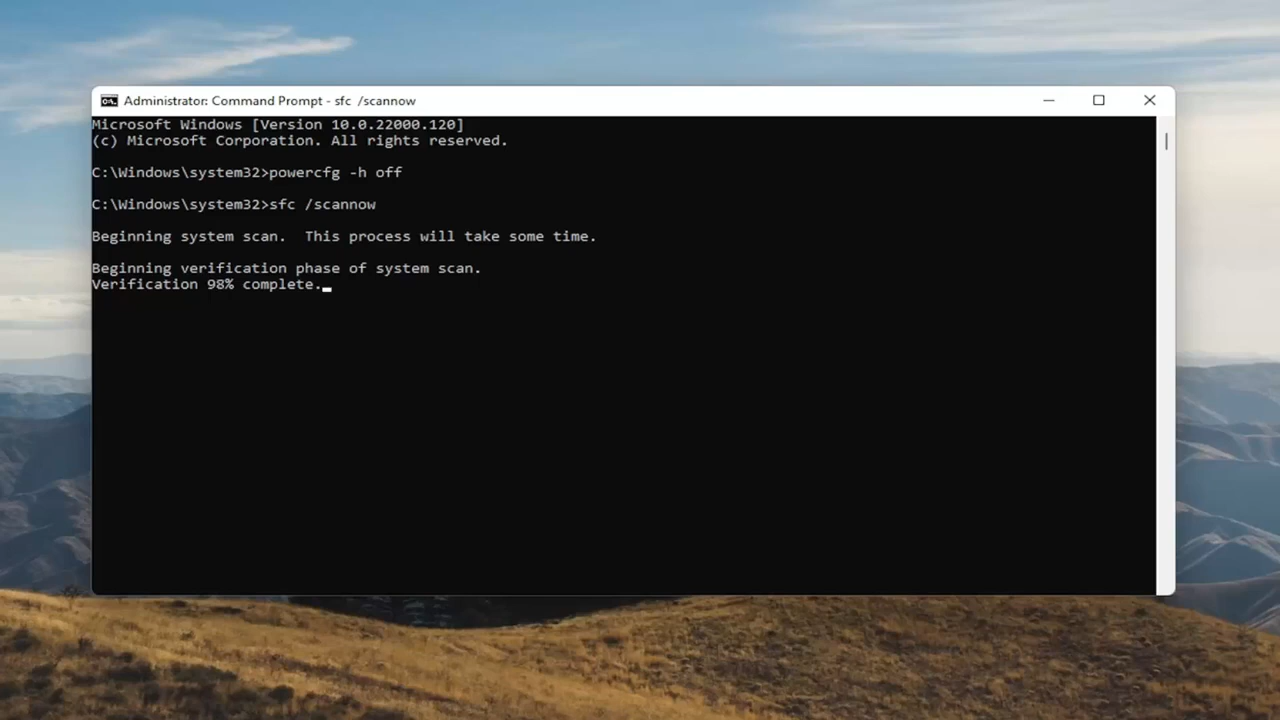 Administrator: Command Prompt - sfc  /scannow
Microsoft Windows [Version 10.0.22000.120]
(c) Microsoft Corporation. All rights reserved.
C:\Windows\system32>powercfg -h off
C:\Windows\system32>sfc /scannow
Beginning system scan.  This process will take some time.
Beginning verification phase of system scan.
Verification 98% complete.